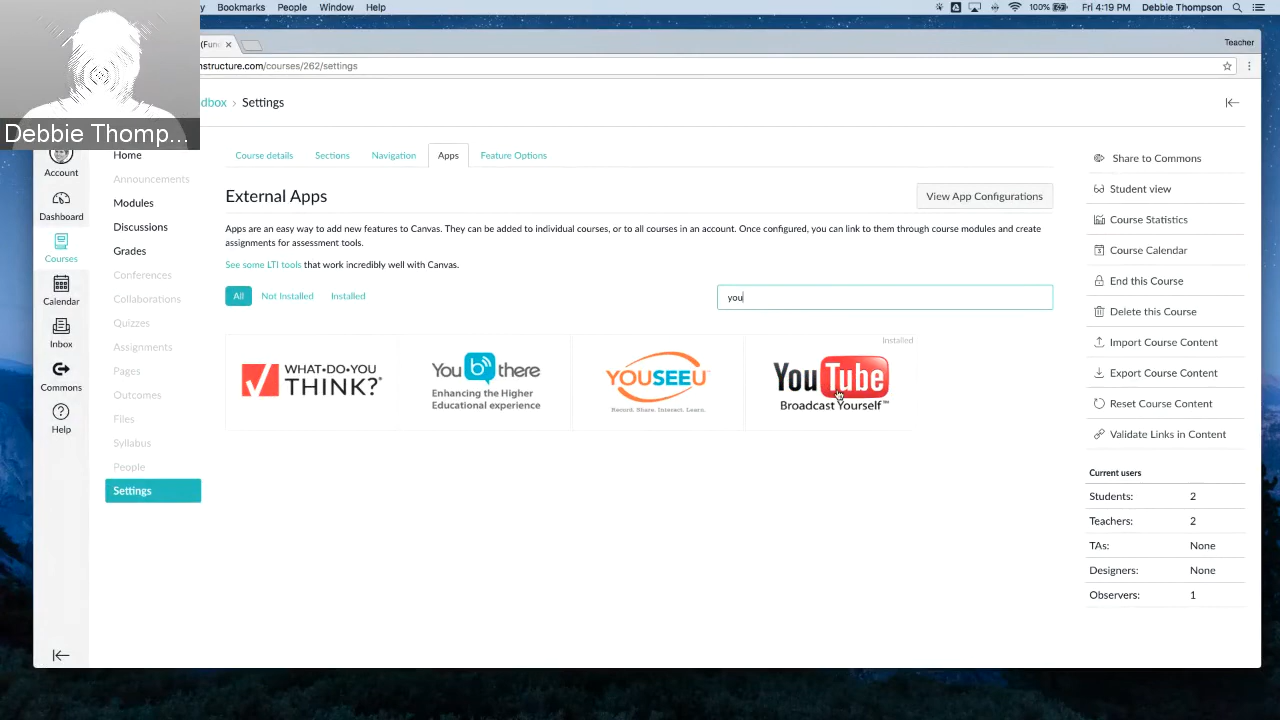 History
Bookmarks
People
Window
Help
100%
Fri 4:19 PM
Debbie Thompson
(Fun
Teacher
nstructure.com/courses/262/settings
Debbie Thomp...
dbox › Settings
Account
Dashboard
Courses
Calendar
Inbox
Commons
Help
Home
Announcements
Modules
Discussions
Grades
Conferences
Collaborations
Quizzes
Assignments
Pages
Outcomes
Files
Syllabus
People
Settings
Course details
Sections
Navigation
Apps
Feature Options
External Apps
View App Configurations
Apps are an easy way to add new features to Canvas. They can be added to individual courses, or to all courses in an account. Once configured, you can link to them through course modules and create
assignments for assessment tools.
See some LTI tools that work incredibly well with Canvas.
All
Not Installed
Installed
you
WHAT•DO•YOU
THINK?
You b there
Enhancing the Higher
Educational experience
YOUSEEU
Record. Share. Interact. Learn.
Installed
YouTube
Broadcast Yourself™
Share to Commons
Student view
Course Statistics
Course Calendar
End this Course
Delete this Course
Import Course Content
Export Course Content
Reset Course Content
Validate Links in Content
Current users
Students: 2
Teachers: 2
TAs: None
Designers: None
Observers: 1